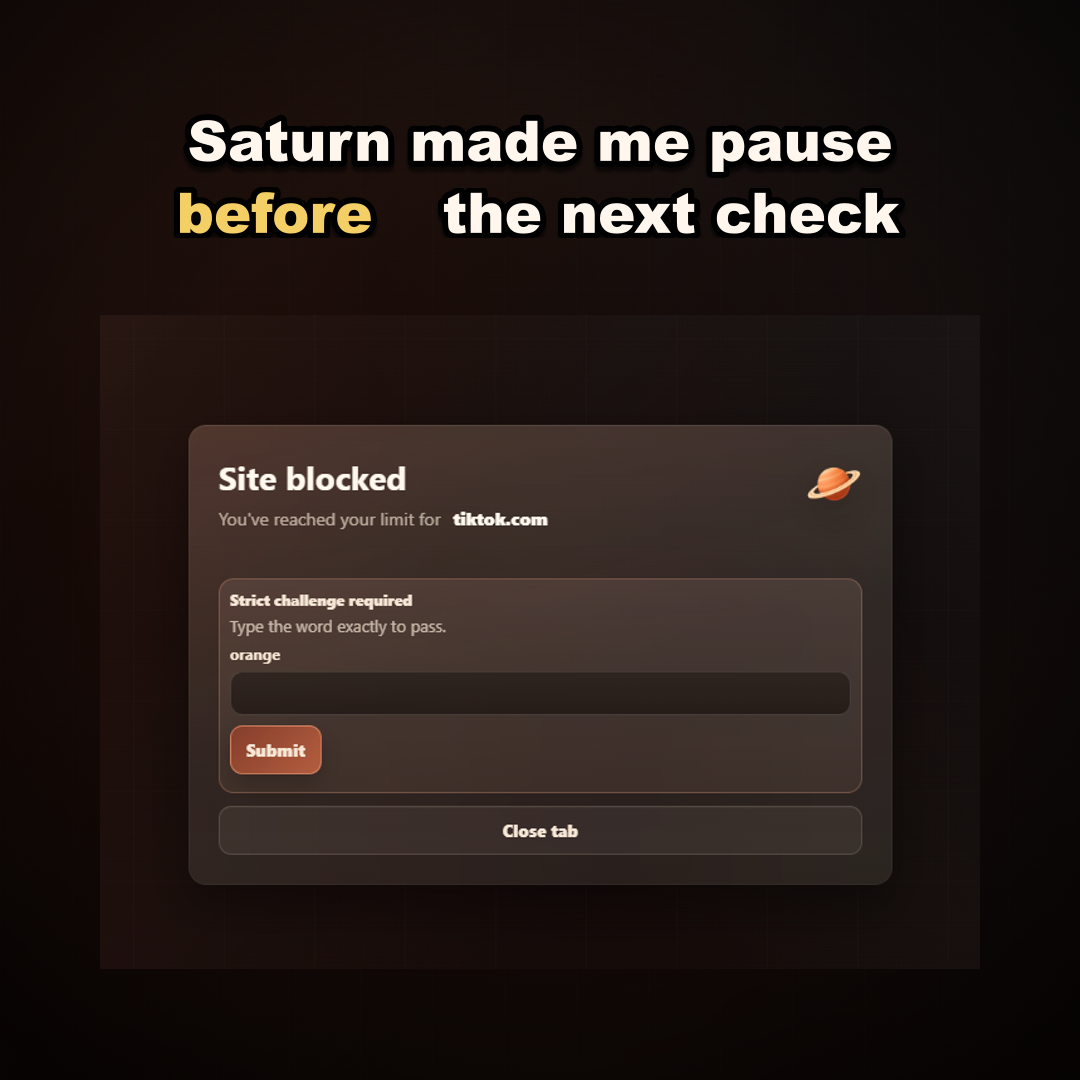 Saturn made me pause
before the next check
Site blocked
You've reached your limit for tiktok.com
Strict challenge required
Type the word exactly to pass.
orange
Submit
Close tab